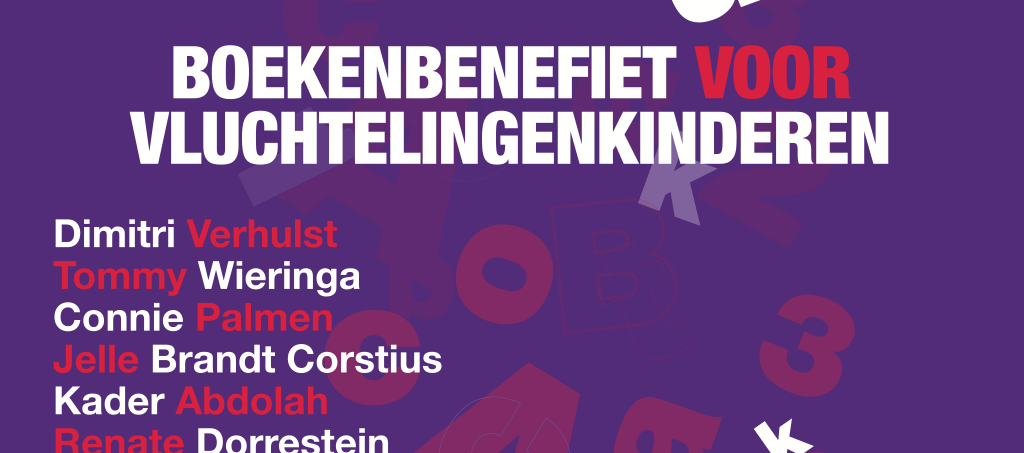 BOEKENBENEFIET VOOR
VLUCHTELINGENKINDEREN
Dimitri Verhulst
Tommy Wieringa
Connie Palmen
Jelle Brandt Corstius
Kader Abdolah
Renate Dorrestein